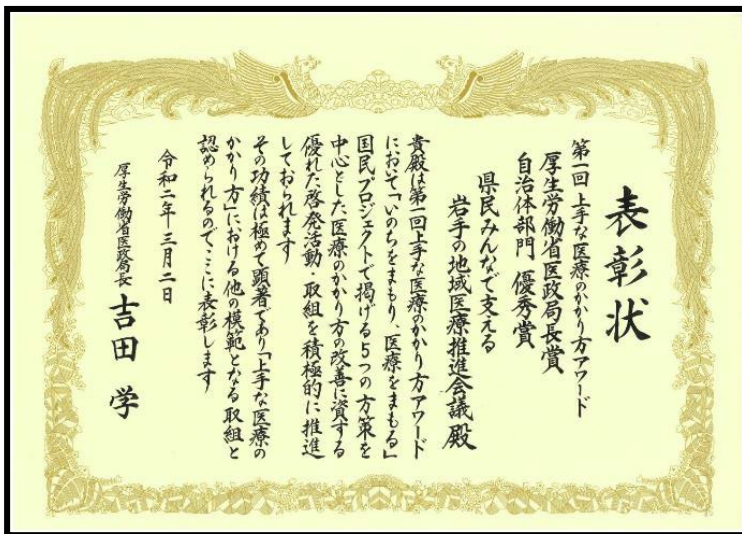 表彰状
第一回 上手な医療のかかり方アワード
厚生労働省医政局長賞
自治体部門 優秀賞
県民みんなで支える
岩手の地域医療推進会議 殿
貴殿は第一回上手な医療のかかり方アワード
において「いのちをまもり、医療をまもる」
国民プロジェクトで掲げる5つの方策を
中心とした医療のかかり方の改善に資する
優れた啓発活動・取組を積極的に推進
しておられます
その功績は極めて顕著であり「上手な医療の
かかり方」における他の模範となる取組と
認められるので、ここに表彰します
令和二年三月二日
厚生労働省医政局長 吉田 学